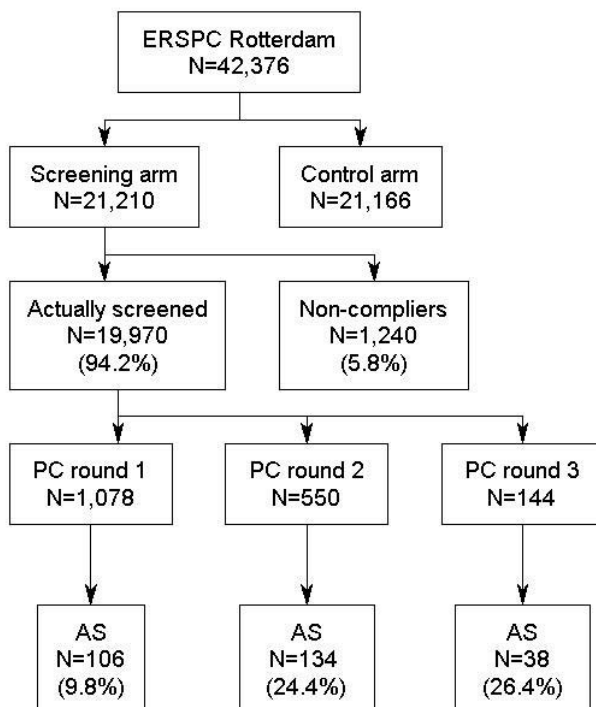 ERSPC Rotterdam
N=42,376
Screening arm
N=21,210
Control arm
N=21,166
Actually screened
N=19,970
(94.2%)
Non-compliers
N=1,240
(5.8%)
PC round 1
N=1,078
PC round 2
N=550
PC round 3
N=144
AS
N=106
(9.8%)
AS
N=134
(24.4%)
AS
N=38
(26.4%)